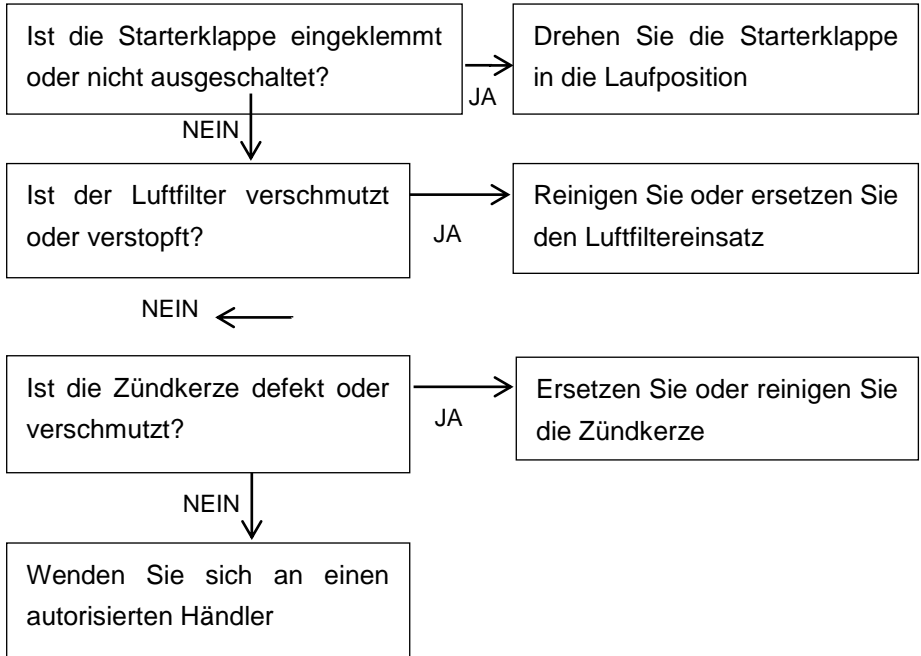 Ist die Starterklappe eingeklemmt
oder nicht ausgeschaltet?
JA
Drehen Sie die Starterklappe
in die Laufposition
NEIN
Ist der Luftfilter verschmutzt
oder verstopft?
JA
Reinigen Sie oder ersetzen Sie
den Luftfiltereinsatz
NEIN
Ist die Zündkerze defekt oder
verschmutzt?
JA
Ersetzen Sie oder reinigen Sie
die Zündkerze
NEIN
Wenden Sie sich an einen
autorisierten Händler